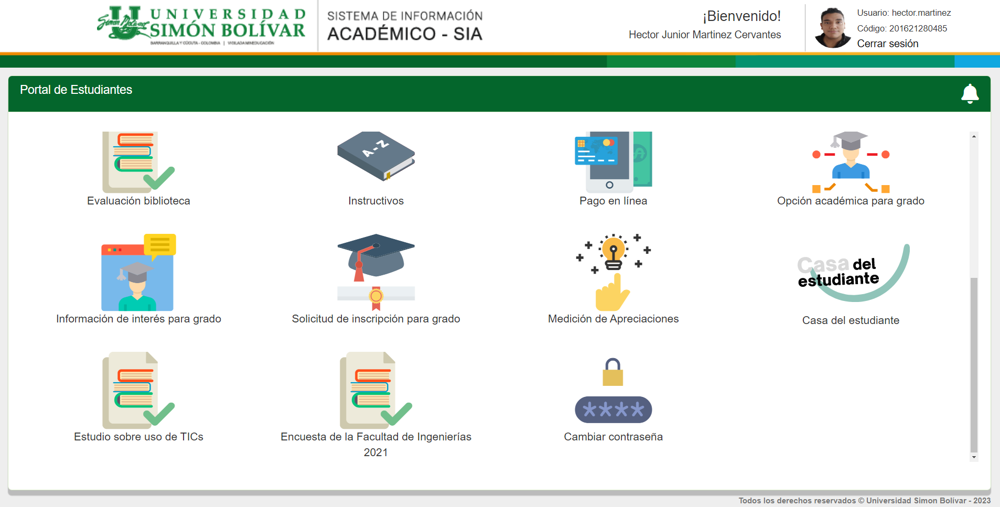 UNIVERSIDAD
SIMÓN BOLÍVAR
BARRANQUILLA Y CÚCUTA - COLOMBIA | VIGILADA MINEDUCACIÓN
SISTEMA DE INFORMACIÓN
ACADÉMICO - SIA
¡Bienvenido!
Hector Junior Martinez Cervantes
Usuario: hector.martinez
Código: 201621280485
Cerrar sesión
Portal de Estudiantes
A-Z
Evaluación biblioteca
Instructivos
Pago en línea
Opción académica para grado
Casa del
estudiante
Información de interés para grado
Solicitud de inscripción para grado
Medición de Apreciaciones
Casa del estudiante
****
Estudio sobre uso de TICs
Encuesta de la Facultad de Ingenierías
2021
Cambiar contraseña
Todos los derechos reservados © Universidad Simon Bolívar - 2023